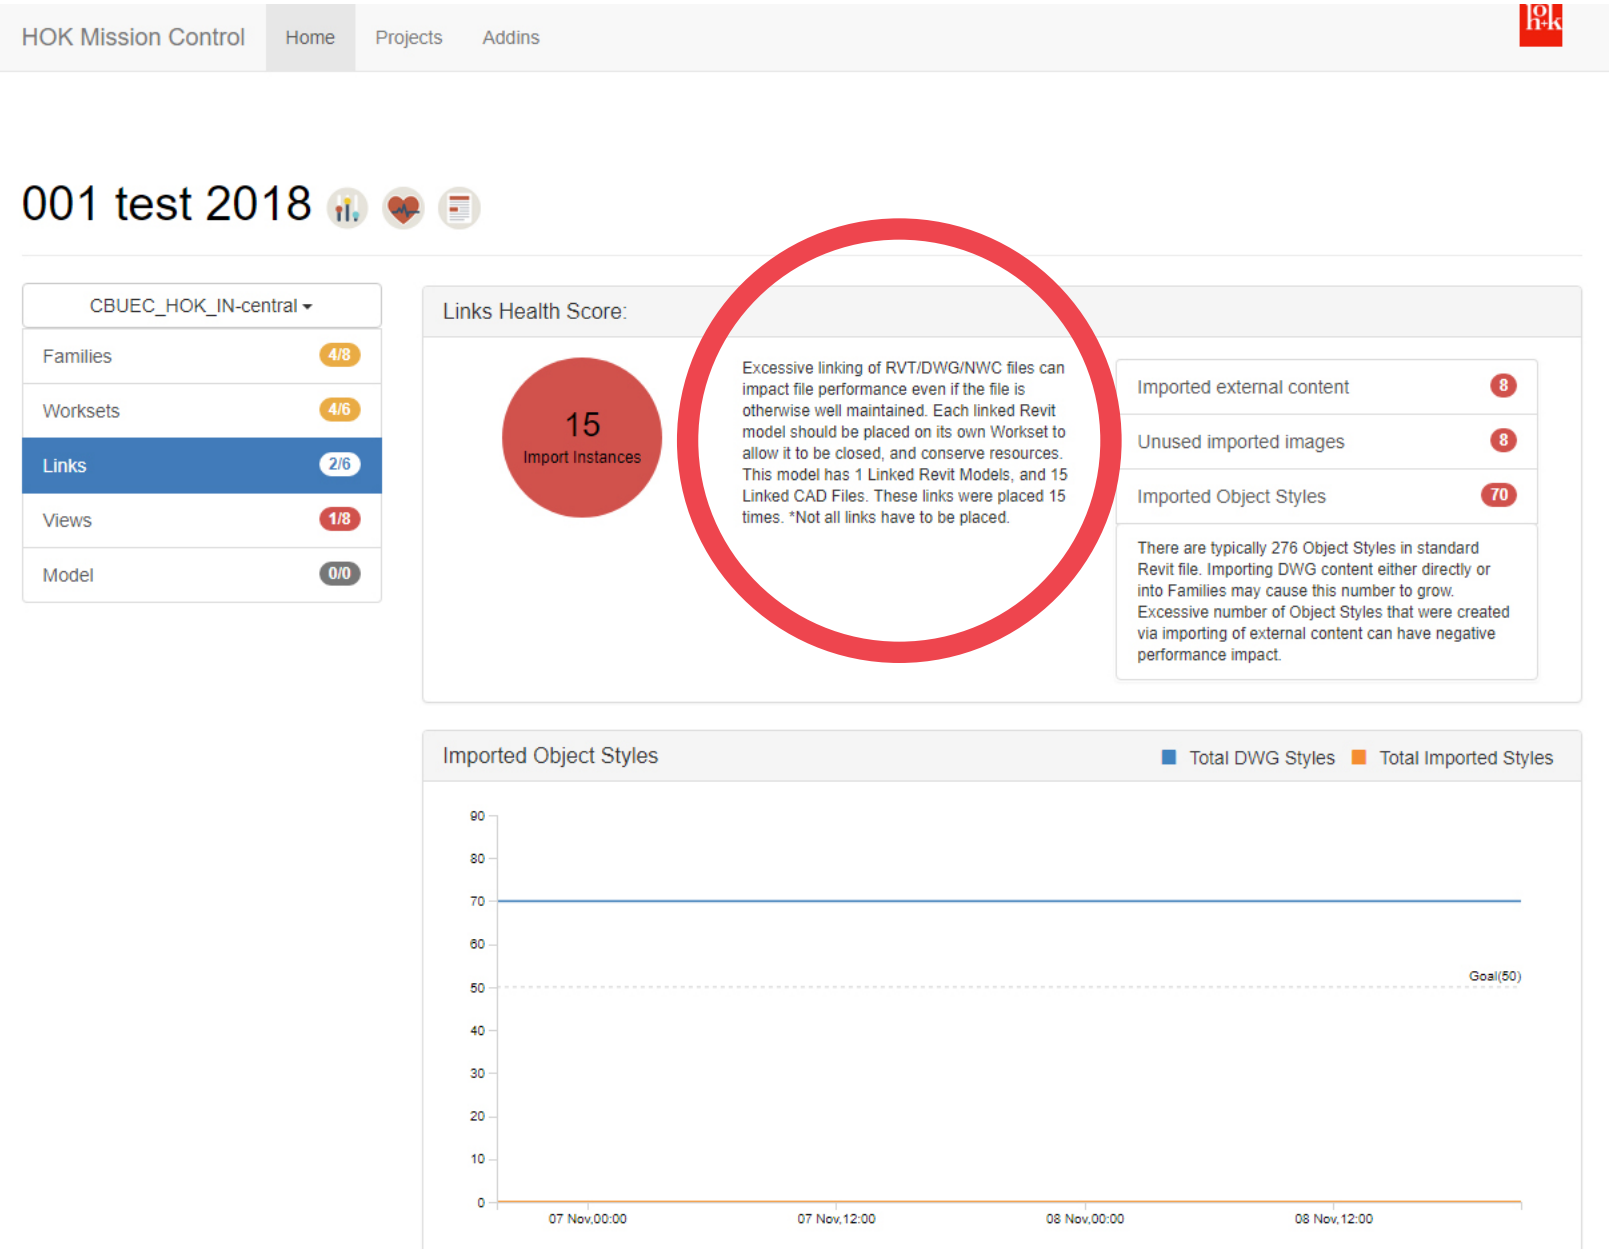 HOK Mission Control Home Projects Addins
ho+k
001 test 2018
CBUEC_HOK_IN-central
Families 4/8
Worksets 4/6
Links 2/6
Views 1/8
Model 0/0
Links Health Score:
15
Import Instances
Excessive linking of RVT/DWG/NWC files can
impact file performance even if the file is
otherwise well maintained. Each linked Revit
model should be placed on its own Workset to
allow it to be closed, and conserve resources.
This model has 1 Linked Revit Models, and 15
Linked CAD Files. These links were placed 15
times. *Not all links have to be placed.
Imported external content 8
Unused imported images 8
Imported Object Styles 70
There are typically 276 Object Styles in standard
Revit file. Importing DWG content either directly or
into Families may cause this number to grow.
Excessive number of Object Styles that were created
via importing of external content can have negative
performance impact.
Imported Object Styles
Total DWG Styles Total Imported Styles
90
80
70
60
Goal(50)
50
40
30
20
10
0
07 Nov,00:00 07 Nov,12:00 08 Nov,00:00 08 Nov,12:00